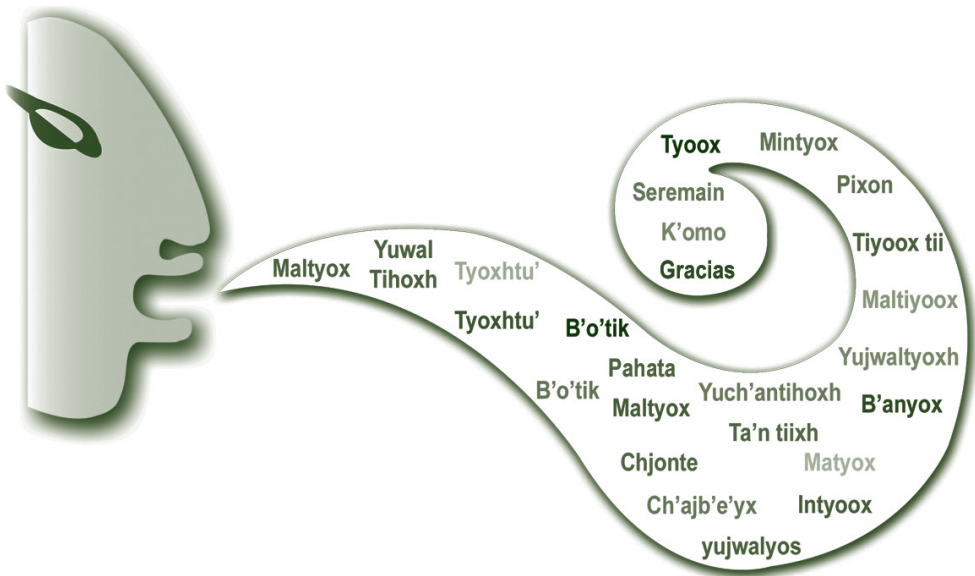 Tyoox
Mintyox
Seremain
Pixon
K'omo
Tiyoox tii
Gracias
Yuwal
Tihoxh
Maltyox
Tyoxhtu'
Maltiyoox
Tyoxhtu'
B'o'tik
Yujwaltyoxh
Pahata
B'o'tik
Yuch'antihoxh
Maltyox
B'anyox
Ta'n tiixh
Chjonte
Matyox
Ch'ajb'e'yx
Intyoox
yujwalyos